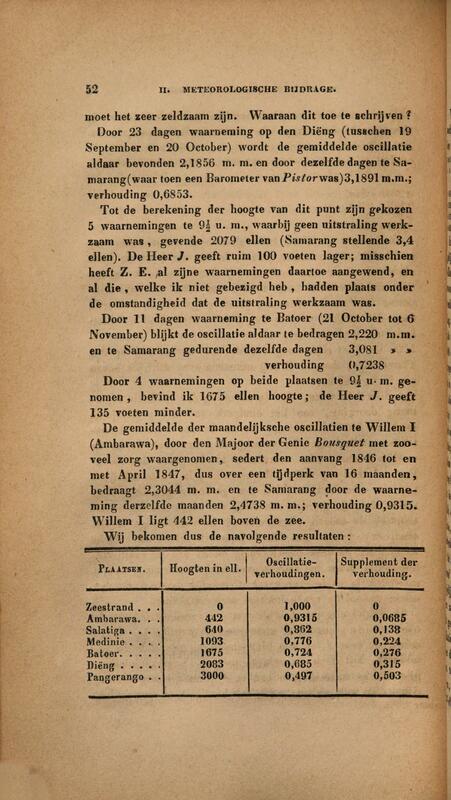 52 II. METEOROLOGISCHE BIJDRAGE.
moet het zeer zeldzaam zijn. Waaraan dit toe te schrijven?
Door 23 dagen waarneming op den Diëng (tusschen 19
September en 20 October) wordt de gemiddelde oscillatie
aldaar bevonden 2,1856 m. m. en door dezelfde dagen te Sa-
marang (waar toen een Barometer van Pistor was) 3,1891 m.m.;
verhouding 0,6853.
Tot de berekening der hoogte van dit punt zijn gekozen
5 waarnemingen te 9½ u. m., waarbij geen uitstraling werk-
zaam was, gevende 2079 ellen (Samarang stellende 3,4
ellen). De Heer J. geeft ruim 100 voeten lager; misschien
heeft Z. E. al zijne waarnemingen daartoe aangewend, en
al die, welke ik niet gebezigd heb, hadden plaats onder
de omstandigheid dat de uitstraling werkzaam was.
Door 11 dagen waarneming te Batoer (21 October tot 6
November) blijkt de oscillatie aldaar te bedragen 2,220 m.m.
en te Samarang gedurende dezelfde dagen 3,081 » »
verhouding 0,7238
Door 4 waarnemingen op beide plaatsen te 9½ u. m. ge-
nomen, bevind ik 1675 ellen hoogte; de Heer J. geeft
135 voeten minder.
De gemiddelde der maandelijksche oscillatien te Willem I
(Ambarawa), door den Majoor der Genie Bousquet met zoo-
veel zorg waargenomen, sedert den aanvang 1846 tot en
met April 1847, dus over een tijdperk van 16 maanden,
bedraagt 2,3044 m. m. en te Samarang door de waarne-
ming derzelfde maanden 2,4738 m. m.; verhouding 0,9315.
Willem I ligt 442 ellen boven de zee.
Wij bekomen dus de navolgende resultaten:
PLAATSEN. Hoogten in ell. Oscillatie-verhoudingen. Supplement der verhouding.
Zeestrand . . . 0 1,000 0
Ambarawa. . . 442 0,9315 0,0685
Salatiga . . . . 640 0,862 0,138
Medinie . . . . 1093 0,776 0,224
Batoer. . . . . 1675 0,724 0,276
Diëng . . . . . 2083 0,685 0,315
Pangerango . . 3000 0,497 0,503